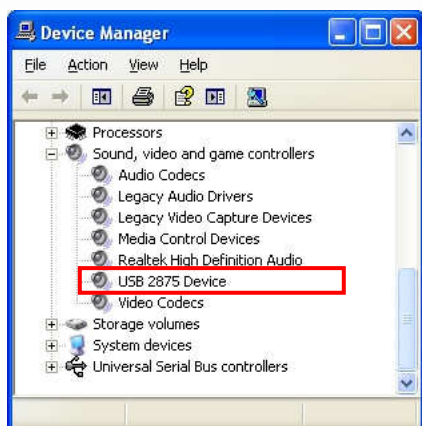 Device Manager
File Action View Help
Processors
Sound, video and game controllers
Audio Codecs
Legacy Audio Drivers
Legacy Video Capture Devices
Media Control Devices
Realtek High Definition Audio
USB 2875 Device
Video Codecs
Storage volumes
System devices
Universal Serial Bus controllers